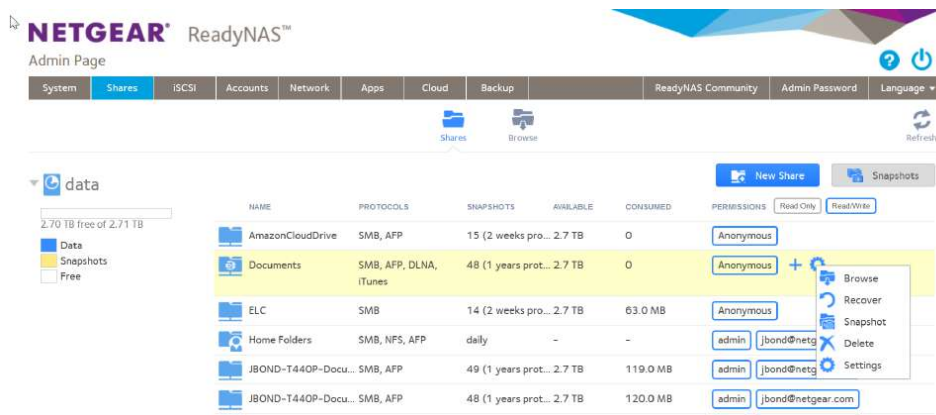 NETGEAR® ReadyNAS™
Admin Page
System Shares iSCSI Accounts Network Apps Cloud Backup ReadyNAS Community Admin Password Language
Shares Browse Refresh
data
New Share Snapshots
2.70 TB free of 2.71 TB
Data
Snapshots
Free
NAME PROTOCOLS SNAPSHOTS AVAILABLE CONSUMED PERMISSIONS Read Only Read/Write
AmazonCloudDrive SMB, AFP 15 (2 weeks pro... 2.7 TB 0 Anonymous
Documents SMB, AFP, DLNA, 48 (1 years prot... 2.7 TB 0 Anonymous
iTunes
Browse
Recover
Snapshot
Delete
Settings
ELC SMB 14 (2 weeks pro... 2.7 TB 63.0 MB Anonymous
Home Folders SMB, NFS, AFP daily - - admin jbond@netg
JBOND-T440P-Docu... SMB, AFP 49 (1 years prot... 2.7 TB 119.0 MB admin jbond@netg
JBOND-T440P-Docu... SMB, AFP 48 (1 years prot... 2.7 TB 120.0 MB admin jbond@netgear.com